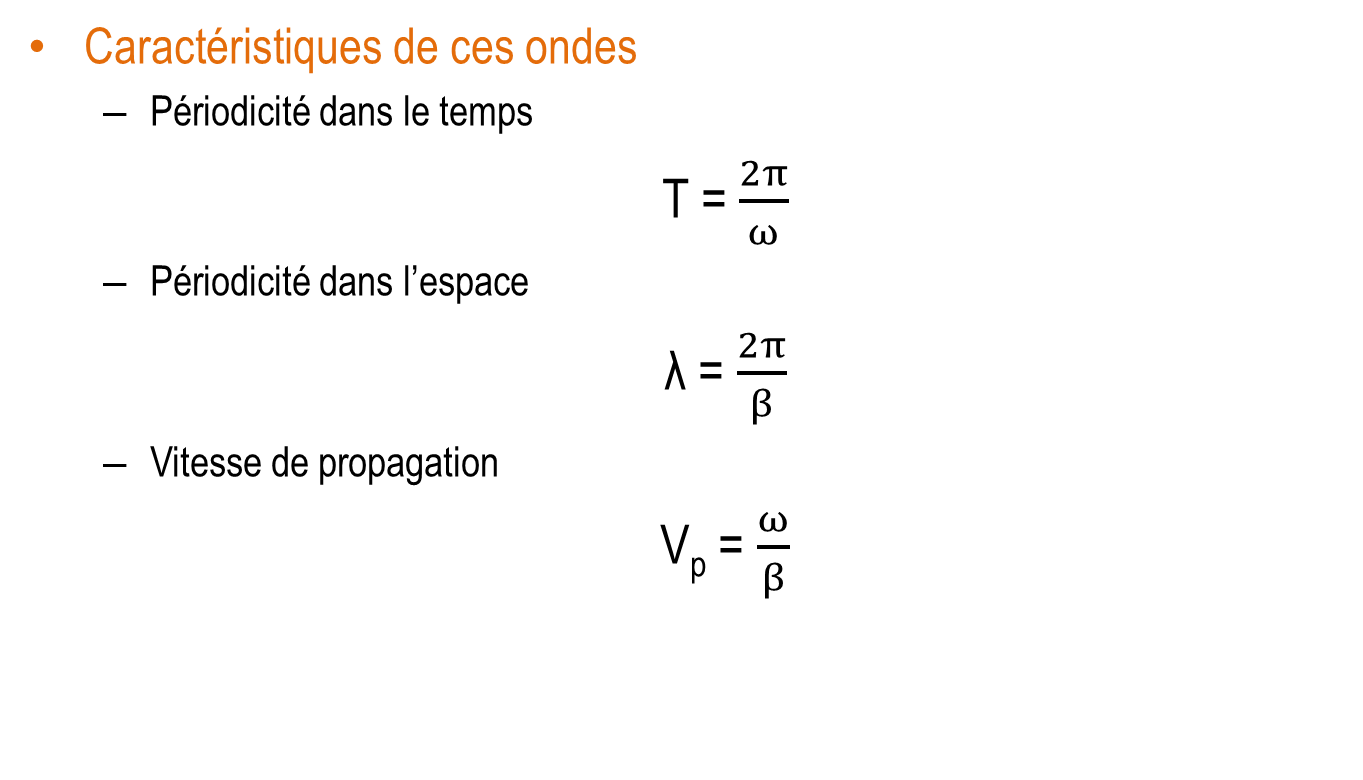 • Caractéristiques de ces ondes
– Périodicité dans le temps
T = 2π/ω
– Périodicité dans l’espace
λ = 2π/β
– Vitesse de propagation
Vp = ω/β